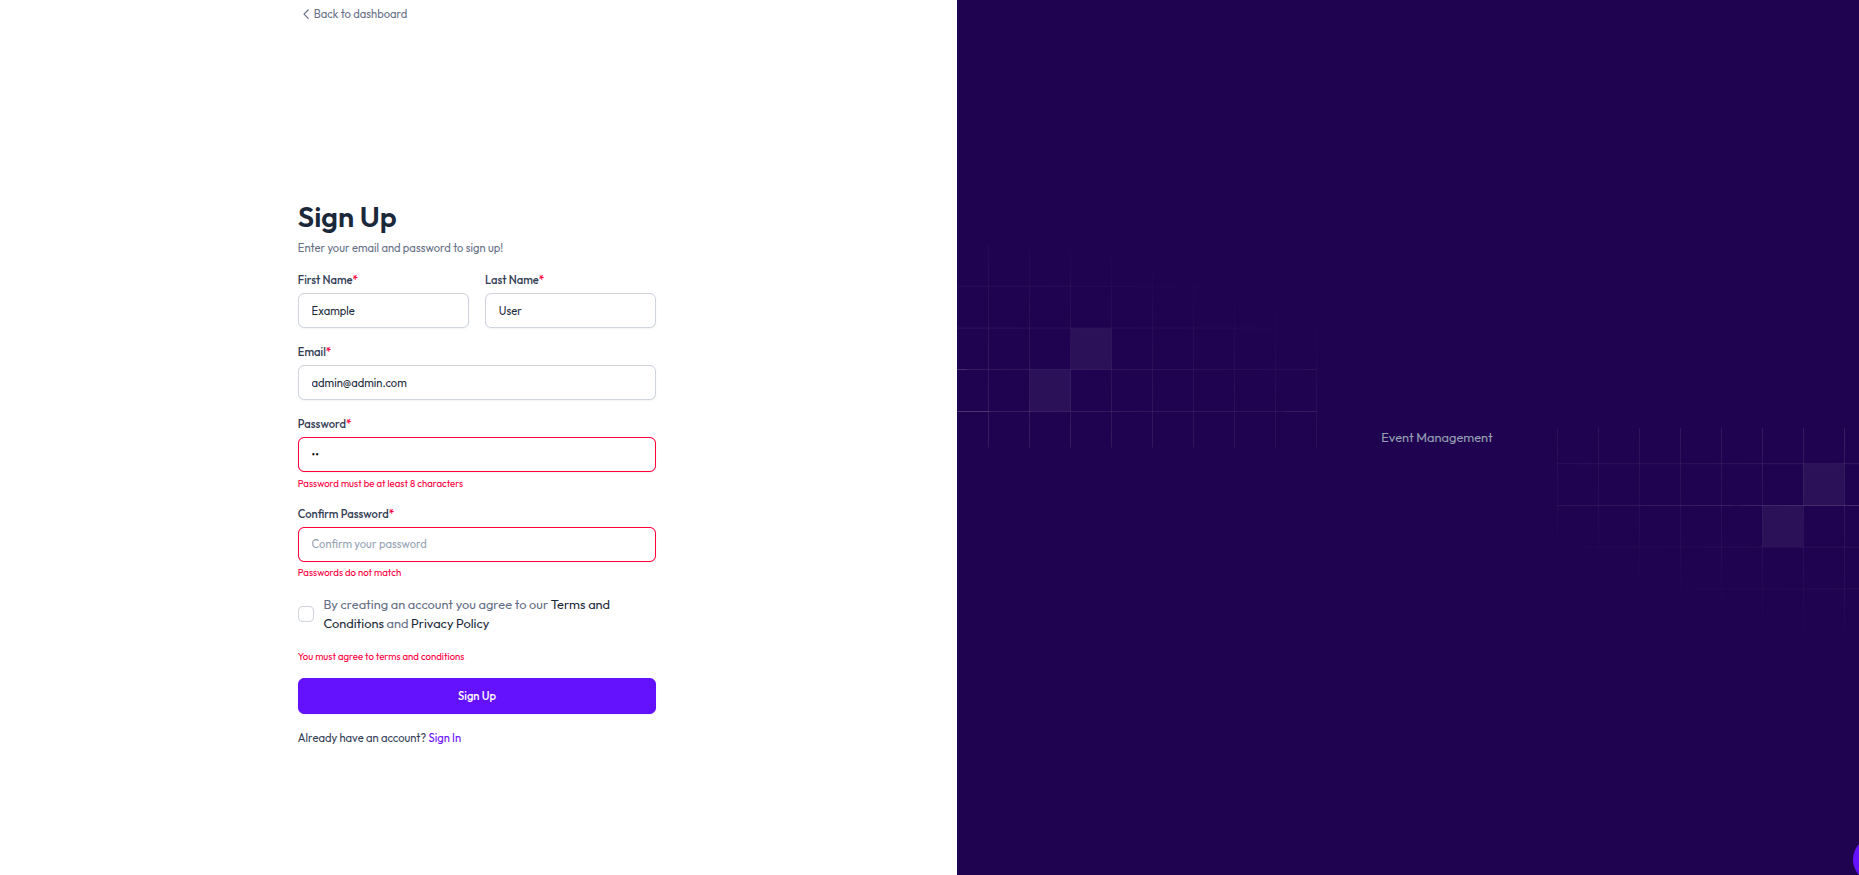 Back to dashboard
Sign Up
Enter your email and password to sign up!
First Name*
Last Name*
Example
User
Email*
admin@admin.com
Password*
••
Password must be at least 8 characters
Confirm Password*
Confirm your password
Passwords do not match
By creating an account you agree to our Terms and
Conditions and Privacy Policy
You must agree to terms and conditions
Sign Up
Already have an account? Sign In
Event Management